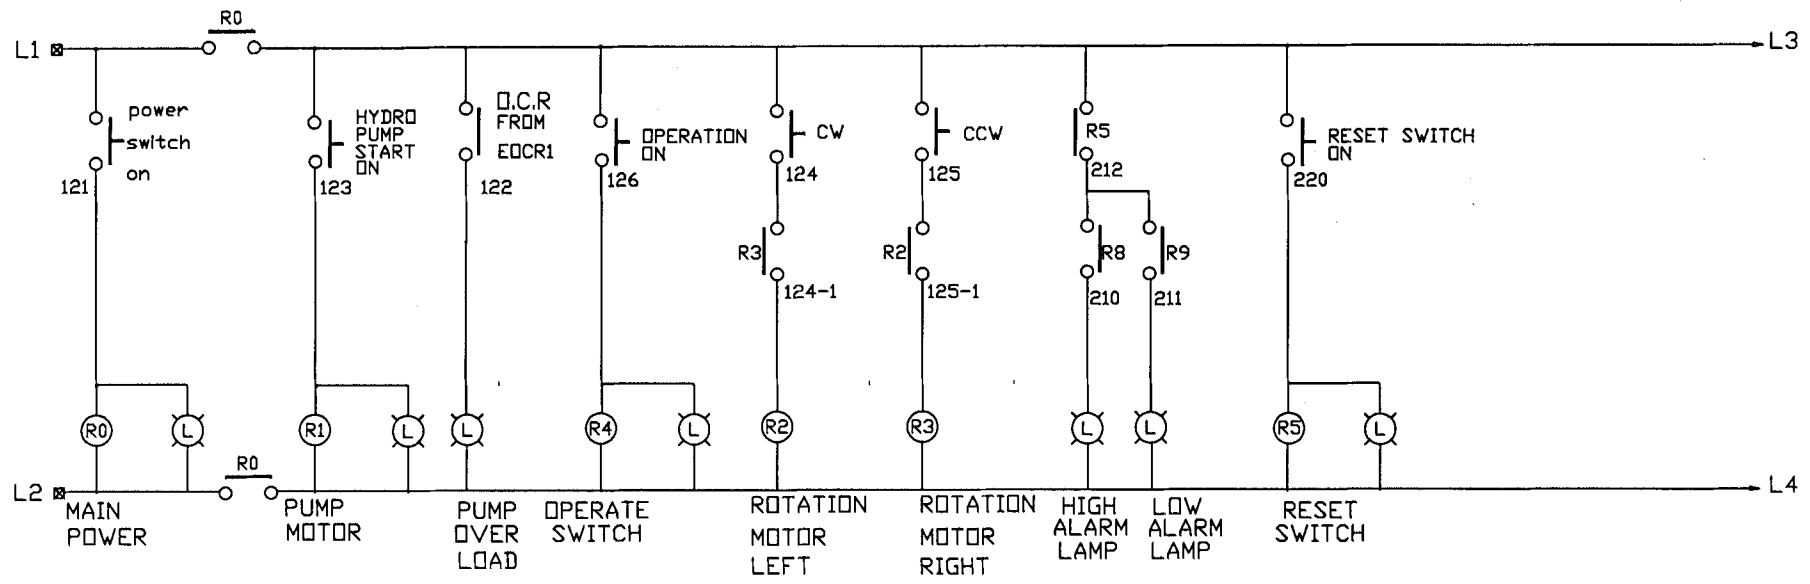 R0
L1
L3
power
switch
on
121
HYDRO
PUMP
START
ON
123
O.C.R
FROM
EOCR1
122
OPERATION
ON
126
CW
124
CCW
125
R5
212
RESET SWITCH
ON
220
R3
124-1
R2
125-1
R8
210
R9
211
R0
L
R1
L
L
R4
L
R2
R3
L
L
R5
L
R0
L2
L4
MAIN
POWER
PUMP
MOTOR
PUMP
OVER
LOAD
OPERATE
SWITCH
ROTATION
MOTOR
LEFT
ROTATION
MOTOR
RIGHT
HIGH
ALARM
LAMP
LOW
ALARM
LAMP
RESET
SWITCH